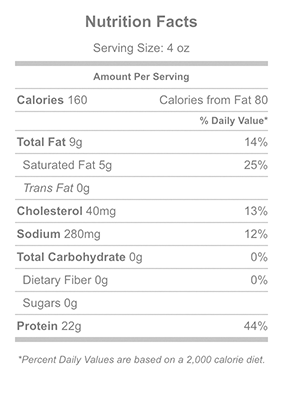 Nutrition Facts
Serving Size: 4 oz
Amount Per Serving
Calories 160 Calories from Fat 80
% Daily Value*
Total Fat 9g 14%
Saturated Fat 5g 25%
Trans Fat 0g
Cholesterol 40mg 13%
Sodium 280mg 12%
Total Carbohydrate 0g 0%
Dietary Fiber 0g 0%
Sugars 0g
Protein 22g 44%
*Percent Daily Values are based on a 2,000 calorie diet.